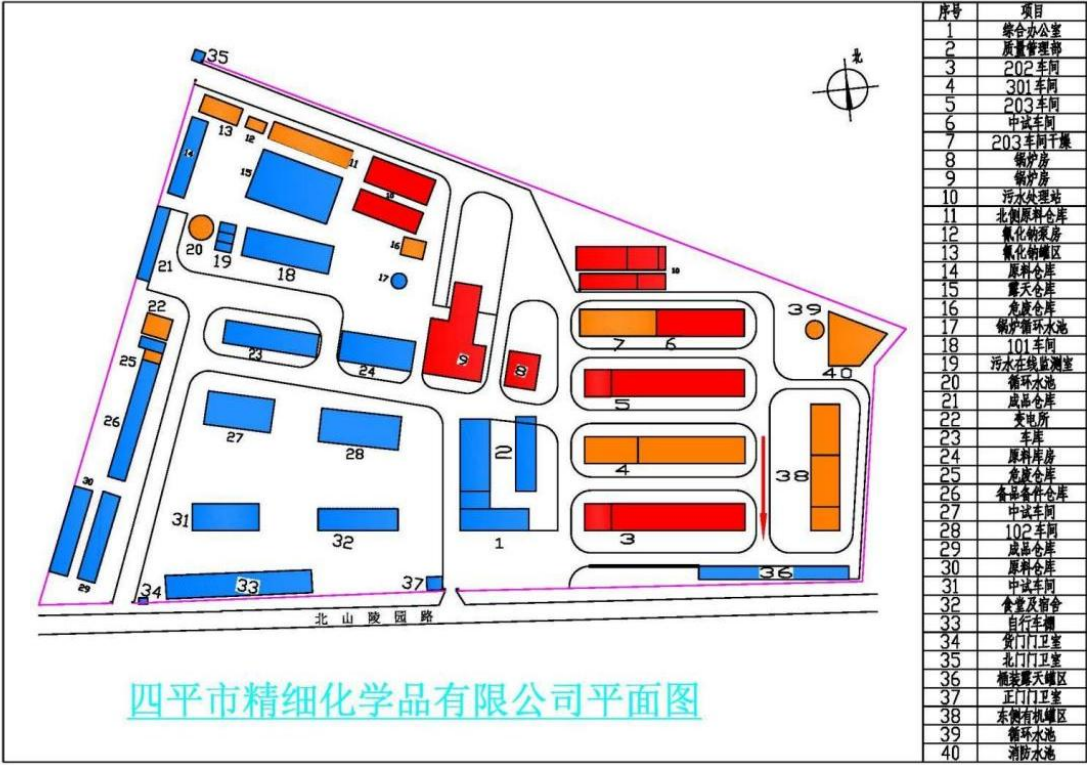 35
北
13
12
11
14
15
10
16
20
19
18
17
21
10
22
39
7
6
23
24
9
8
40
25
5
26
27
28
2
4
38
30
31
32
1
3
29
34
33
37
36
北山陵园路
四平市精细化学品有限公司平面图
序号 项目
1 综合办公室
2 质量管理部
3 202车间
4 301车间
5 203车间
6 中试车间
7 203车间干燥
8 锅炉房
9 锅炉房
10 污水处理站
11 北侧原料仓库
12 氰化钠泵房
13 氰化钠罐区
14 原料仓库
15 露天仓库
16 危废仓库
17 锅炉循环水池
18 101车间
19 污水在线监测室
20 循环水池
21 成品仓库
22 变电所
23 车库
24 原料库房
25 危废仓库
26 备品备件仓库
27 中试车间
28 102车间
29 成品仓库
30 原料仓库
31 中试车间
32 食堂及宿舍
33 自行车棚
34 货门门卫室
35 北门门卫室
36 桶装露天罐区
37 正门门卫室
38 东侧有机罐区
39 循环水池
40 消防水池